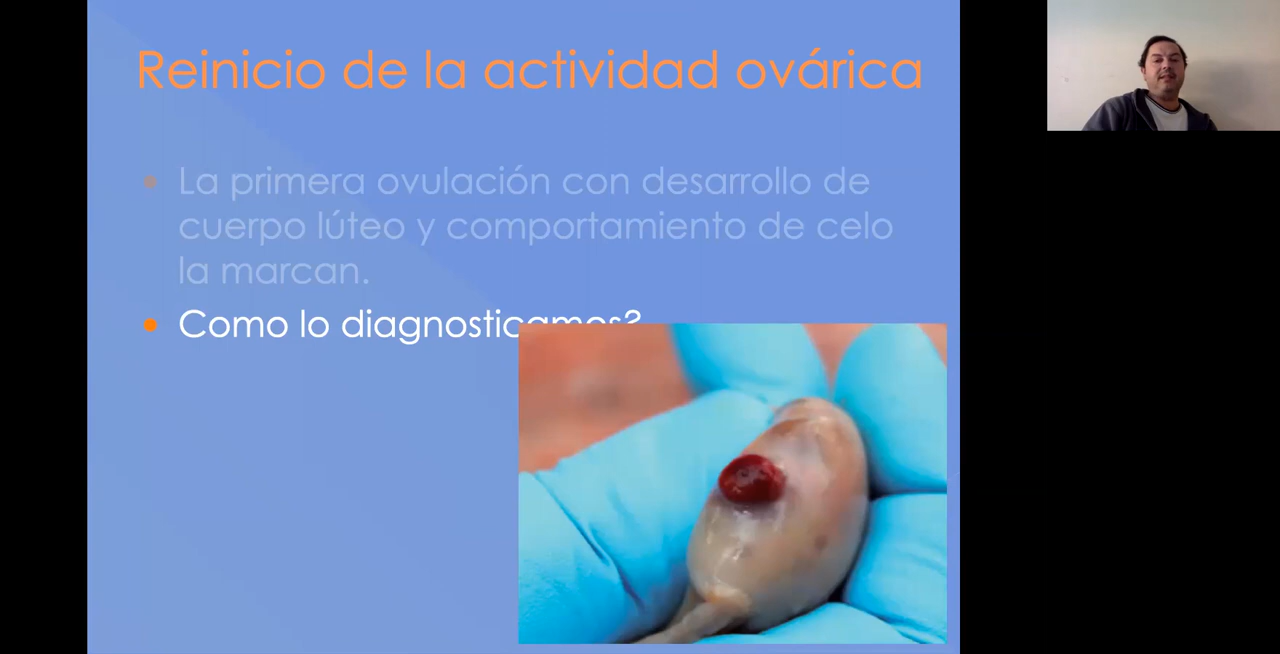 Reinicio de la actividad ovárica
La primera ovulación con desarrollo de
cuerpo lúteo y comportamiento de celo
la marcan.
Como lo diagnosticamos?